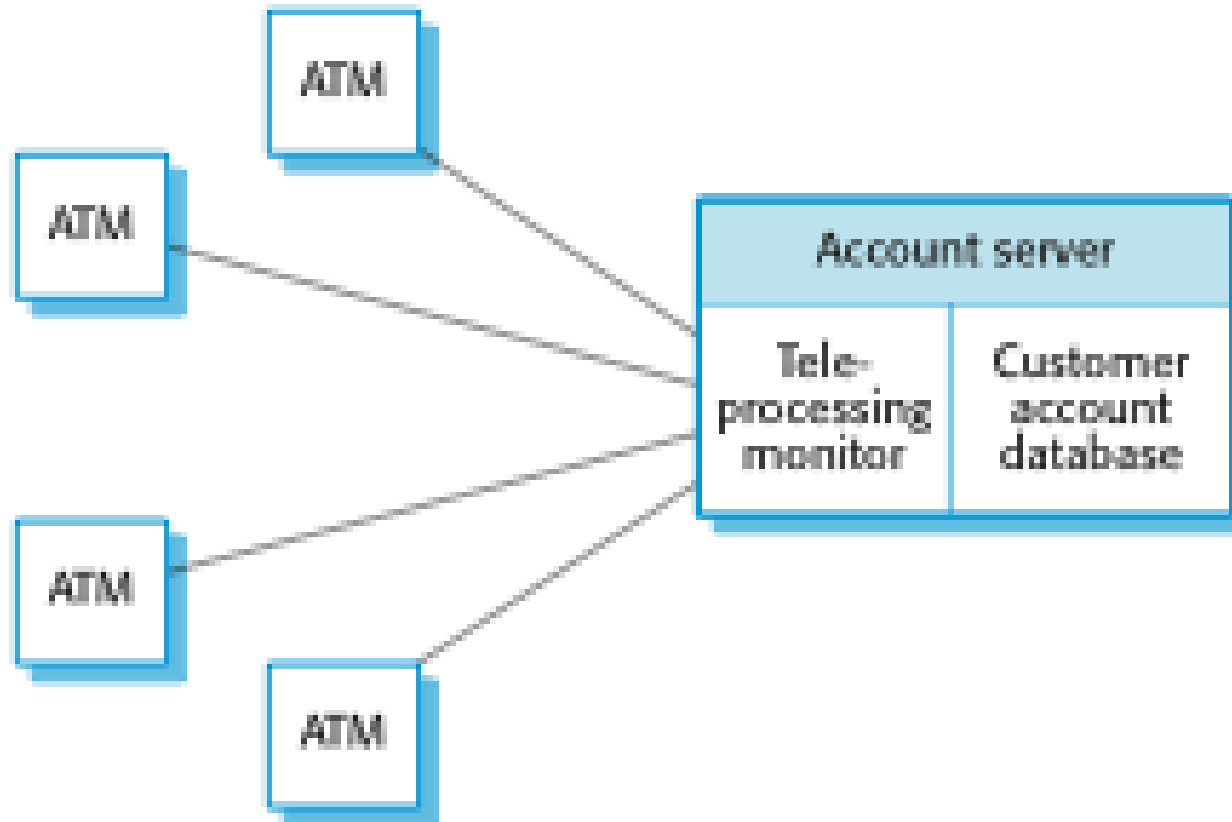 ATM
ATM
ATM
ATM
Account server
Tele-
processing
monitor
Customer
account
database